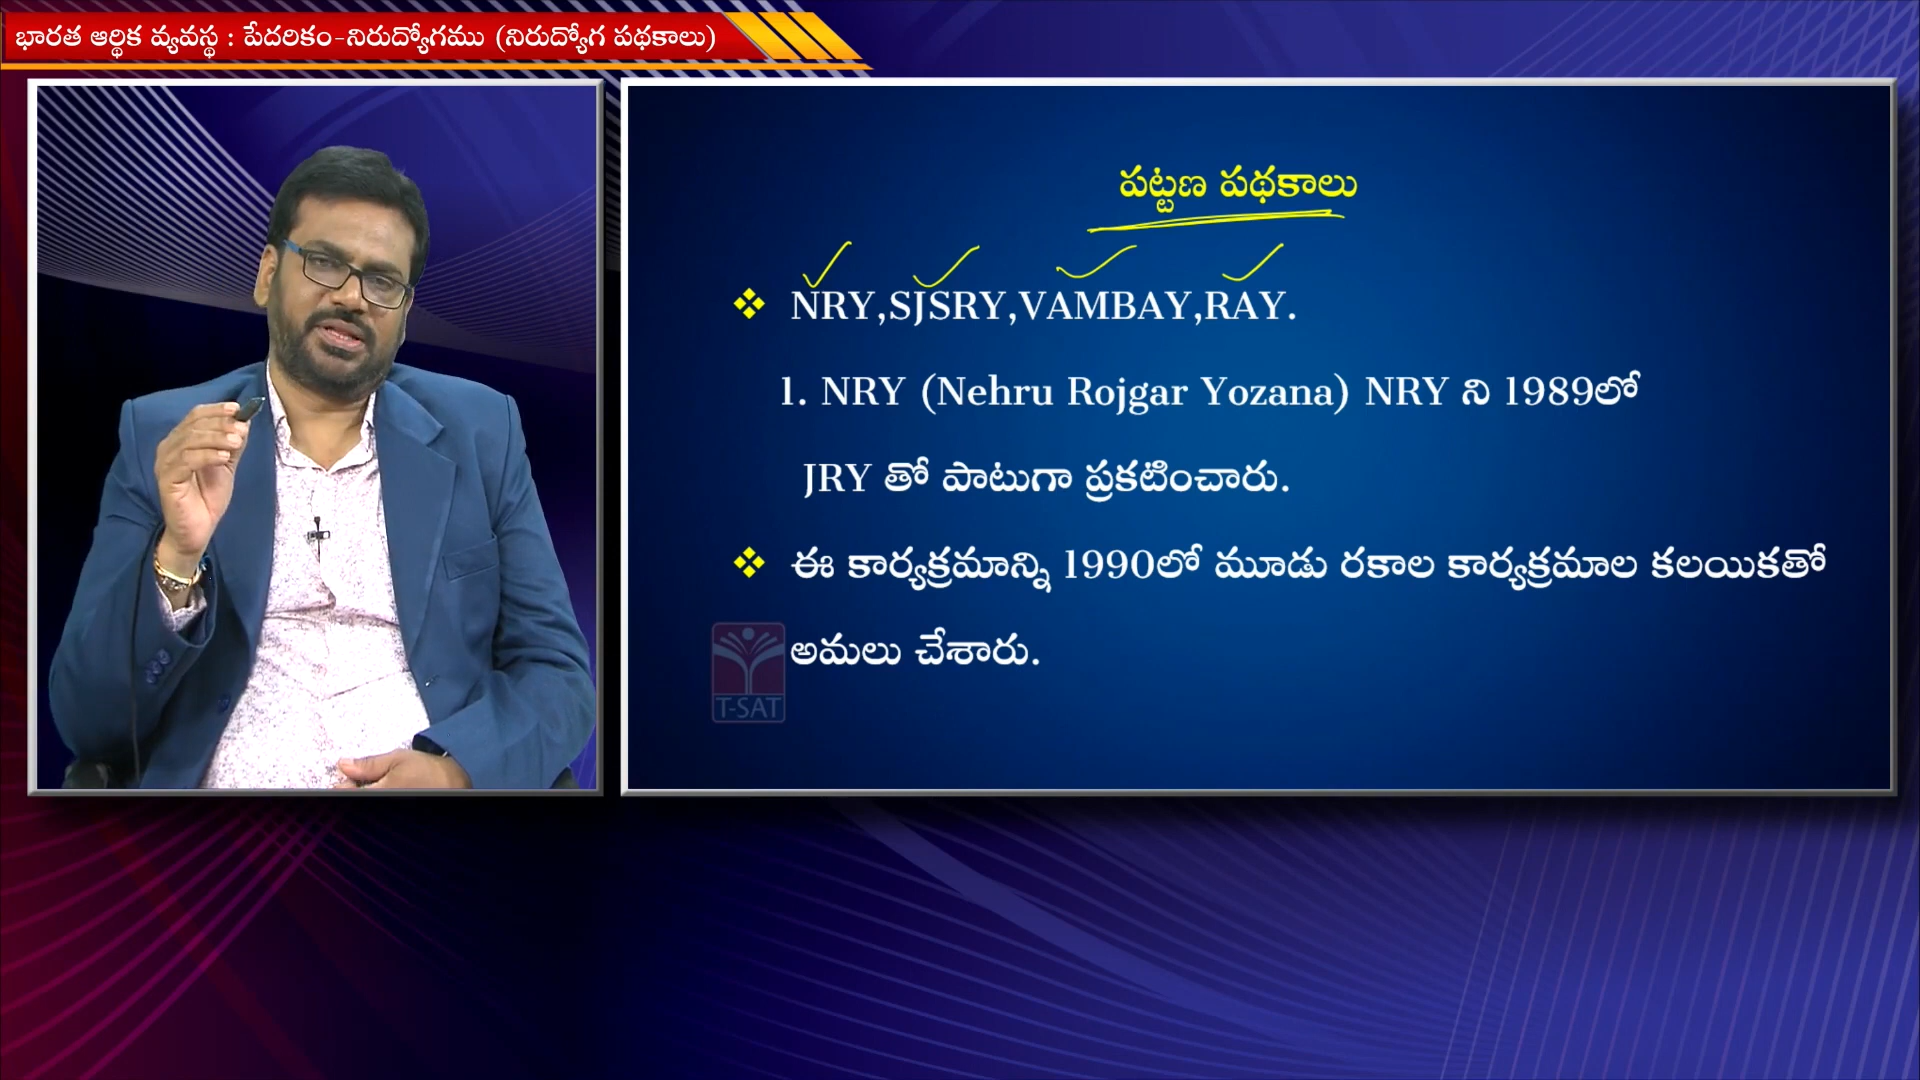 భారత ఆర్థిక వ్యవస్థ : పేదరికం-నిరుద్యోగము (నిరుద్యోగ పథకాలు)
పట్టణ పథకాలు
NRY,SJSRY,VAMBAY,RAY.
1. NRY (Nehru Rojgar Yozana) NRY ని 1989లో
JRY తో పాటుగా ప్రకటించారు.
ఈ కార్యక్రమాన్ని 1990లో మూడు రకాల కార్యక్రమాల కలయికతో
అమలు చేశారు.
T-SAT